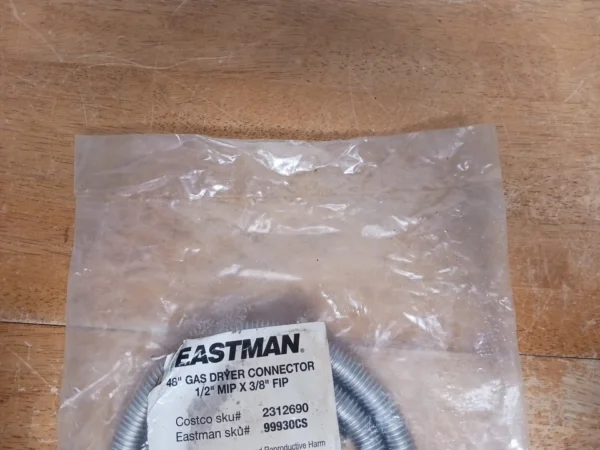 EASTMAN®
48" GAS DRYER CONNECTOR
1/2" MIP X 3/8" FIP
Costco sku# 2312690
Eastman sku# 99930CS
Reproductive Harm